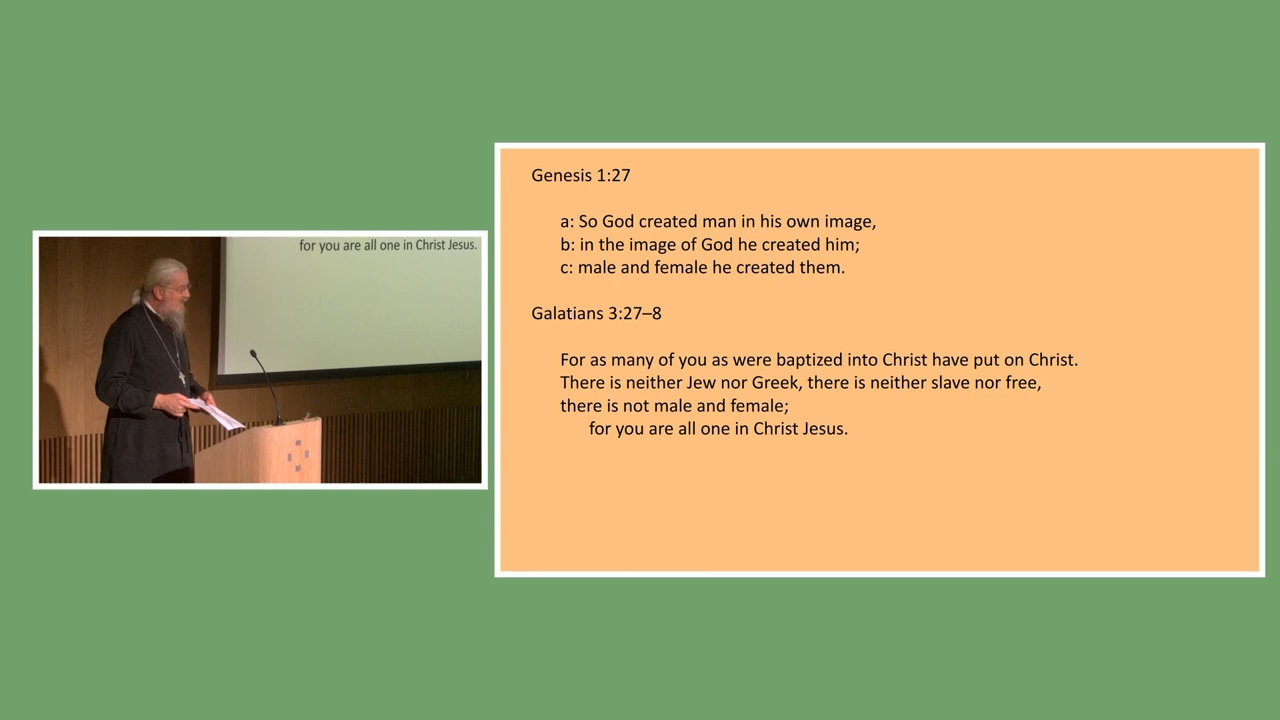 for you are all one in Christ Jesus.
Genesis 1:27
a: So God created man in his own image,
b: in the image of God he created him;
c: male and female he created them.
Galatians 3:27–8
For as many of you as were baptized into Christ have put on Christ.
There is neither Jew nor Greek, there is neither slave nor free,
there is not male and female;
for you are all one in Christ Jesus.